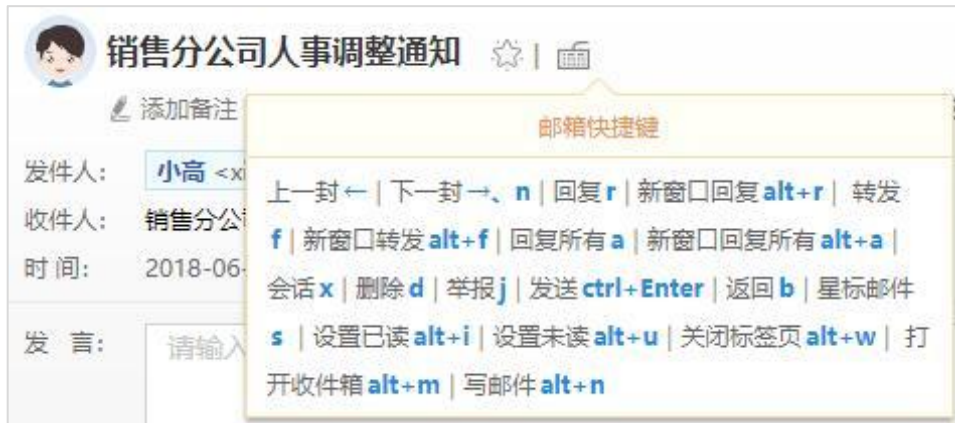 销售分公司人事调整通知
添加备注
邮箱快捷键
发件人: 小高 <xi
上一封 ← | 下一封 →、n | 回复 r | 新窗口回复 alt+r | 转发
收件人: 销售分公
f | 新窗口转发 alt+f | 回复所有 a | 新窗口回复所有 alt+a |
时 间: 2018-06-
会话 x | 删除 d | 举报 j | 发送 ctrl+Enter | 返回 b | 星标邮件
发 言: 请输入
s | 设置已读 alt+i | 设置未读 alt+u | 关闭标签页 alt+w | 打
开收件箱 alt+m | 写邮件 alt+n